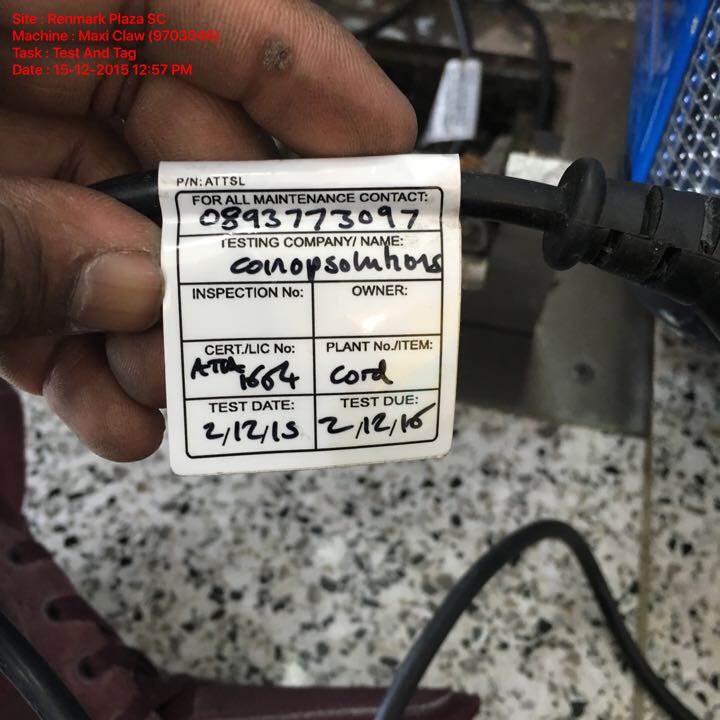 Site : Renmark Plaza SC
Machine : Maxi Claw (9703046)
Task : Test And Tag
Date : 15-12-2015 12:57 PM
P/N: ATTSL
FOR ALL MAINTENANCE CONTACT:
0893773097
TESTING COMPANY/ NAME:
coinopsolutions
INSPECTION No: OWNER:
CERT./LIC No: PLANT No./ITEM:
1664 Cord
TEST DATE: TEST DUE:
2/12/15 2/12/16